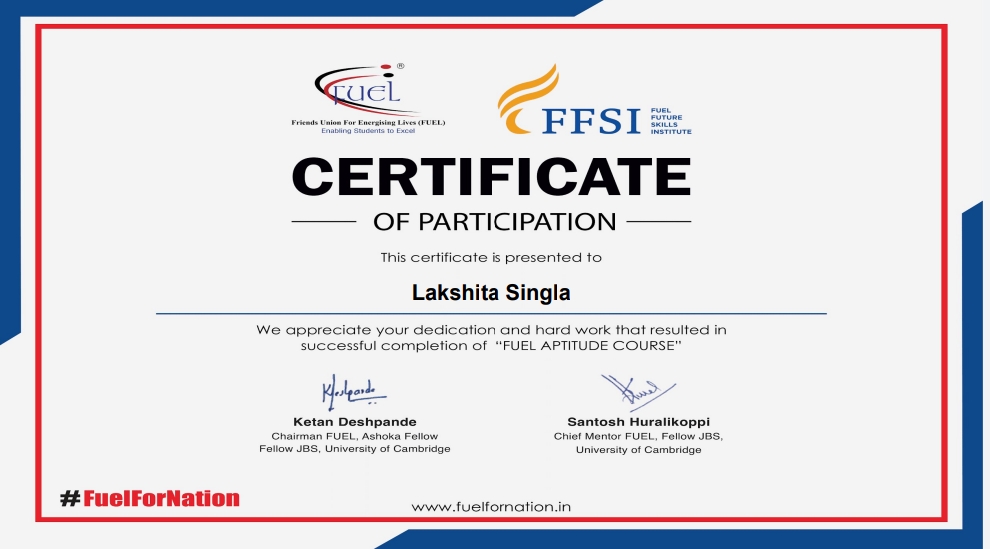 FUEL ®
Friends Union For Energising Lives (FUEL)
Enabling Students to Excel
FFSI
FUEL
FUTURE
SKILLS
INSTITUTE
CERTIFICATE
OF PARTICIPATION
This certificate is presented to
Lakshita Singla
We appreciate your dedication and hard work that resulted in
successful completion of “FUEL APTITUDE COURSE”
KDeshpande
Ketan Deshpande
Chairman FUEL, Ashoka Fellow
Fellow JBS, University of Cambridge
Santosh Huralikoppi
Chief Mentor FUEL, Fellow JBS,
University of Cambridge
#FuelForNation
www.fuelfornation.in